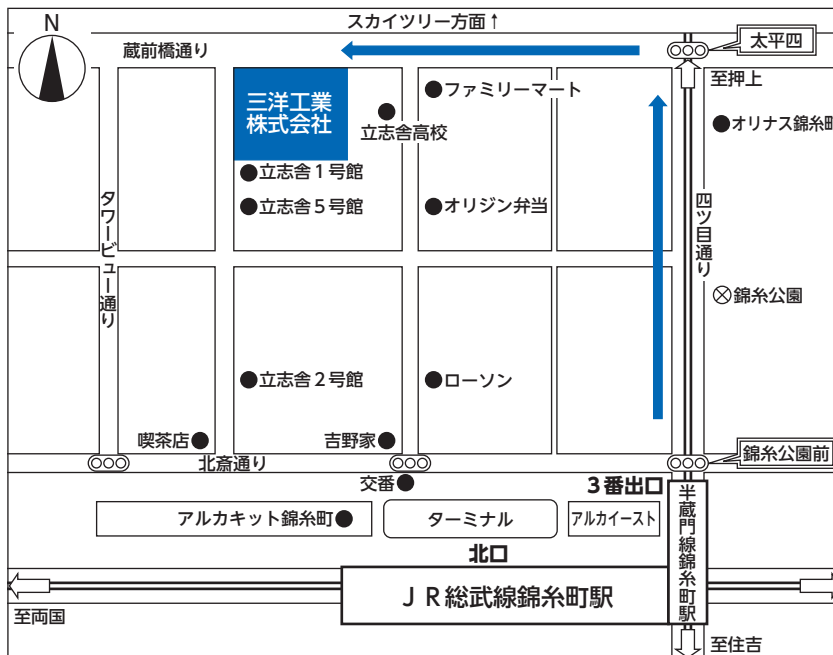 スカイツリー方面↑
N
蔵前橋通り
太平四
至押上
三洋工業
株式会社
ファミリーマート
立志舎高校
オリナス錦糸町
立志舎1号館
立志舎5号館
オリジン弁当
タワービュー通り
四ツ目通り
錦糸公園
立志舎2号館
ローソン
喫茶店
吉野家
北斎通り
錦糸公園前
交番
3番出口
アルカキット錦糸町
ターミナル
アルカイースト
半蔵門線錦糸町駅
北口
JR総武線錦糸町駅
至両国
至住吉